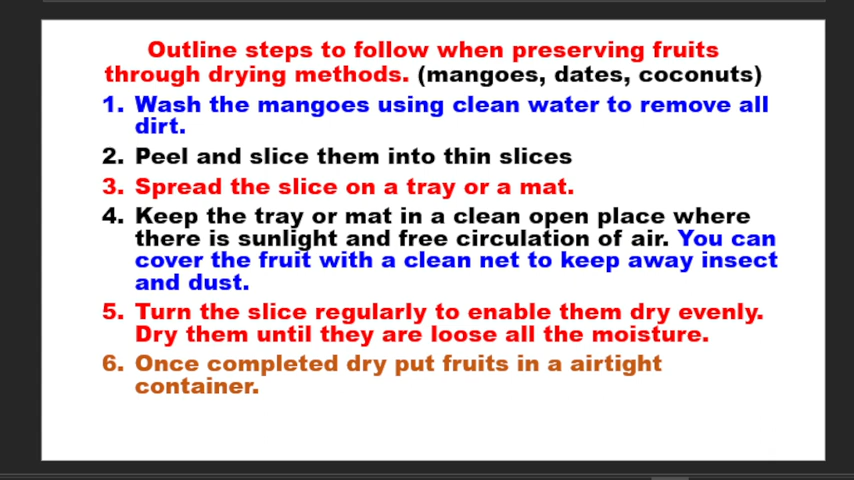 Outline steps to follow when preserving fruits
through drying methods. (mangoes, dates, coconuts)
1. Wash the mangoes using clean water to remove all
dirt.
2. Peel and slice them into thin slices
3. Spread the slice on a tray or a mat.
4. Keep the tray or mat in a clean open place where
there is sunlight and free circulation of air. You can
cover the fruit with a clean net to keep away insect
and dust.
5. Turn the slice regularly to enable them dry evenly.
Dry them until they are loose all the moisture.
6. Once completed dry put fruits in a airtight
container.